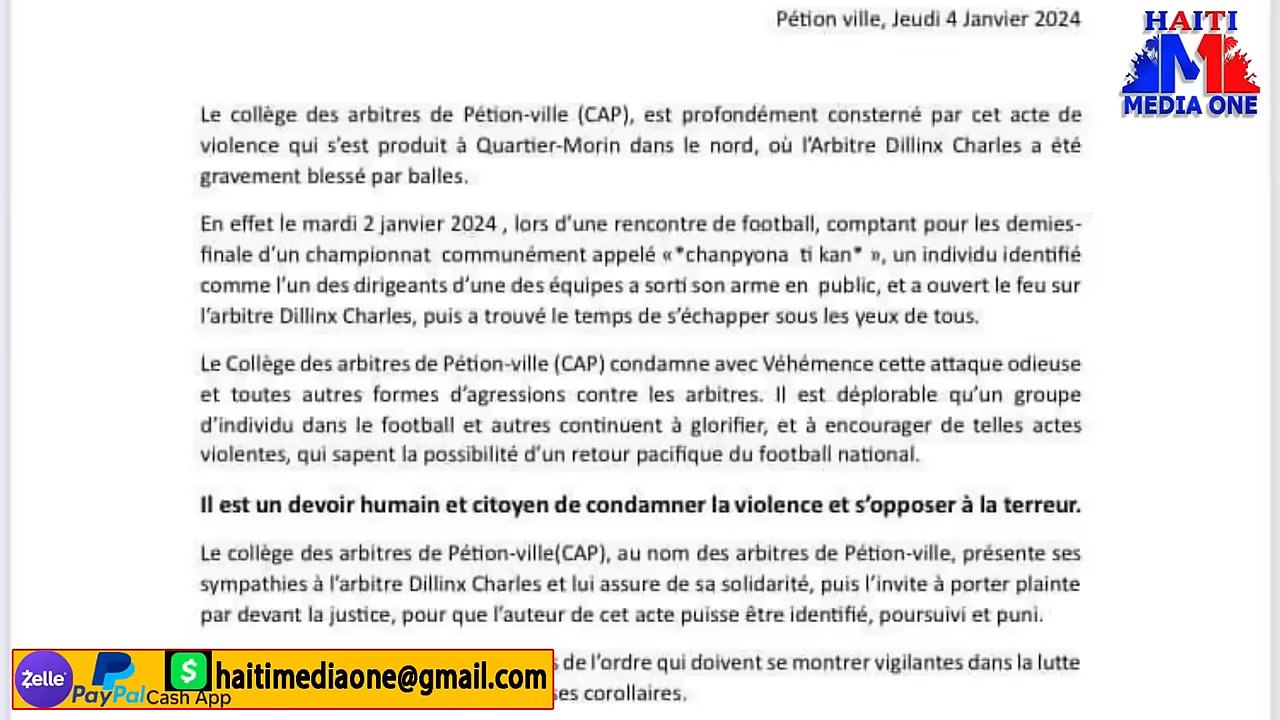 Pétion ville, Jeudi 4 Janvier 2024
HAITI
M
MEDIA ONE
Le collège des arbitres de Pétion-ville (CAP), est profondément consterné par cet acte de
violence qui s’est produit à Quartier-Morin dans le nord, où l’Arbitre Dillinx Charles a été
gravement blessé par balles.
En effet le mardi 2 janvier 2024 , lors d’une rencontre de football, comptant pour les demies-
finale d’un championnat communément appelé «*chanpyona ti kan* », un individu identifié
comme l’un des dirigeants d’une des équipes a sorti son arme en public, et a ouvert le feu sur
l’arbitre Dillinx Charles, puis a trouvé le temps de s’échapper sous les yeux de tous.
Le Collège des arbitres de Pétion-ville (CAP) condamne avec Véhémence cette attaque odieuse
et toutes autres formes d’agressions contre les arbitres. Il est déplorable qu’un groupe
d’individu dans le football et autres continuent à glorifier, et à encourager de telles actes
violentes, qui sapent la possibilité d’un retour pacifique du football national.
Il est un devoir humain et citoyen de condamner la violence et s’opposer à la terreur.
Le collège des arbitres de Pétion-ville(CAP), au nom des arbitres de Pétion-ville, présente ses
sympathies à l’arbitre Dillinx Charles et lui assure de sa solidarité, puis l’invite à porter plainte
par devant la justice, pour que l’auteur de cet acte puisse être identifié, poursuivi et puni.
de l’ordre qui doivent se montrer vigilantes dans la lutte
corollaires.
Zelle
PayPal
$
Cash App
haitimediaone@gmail.com